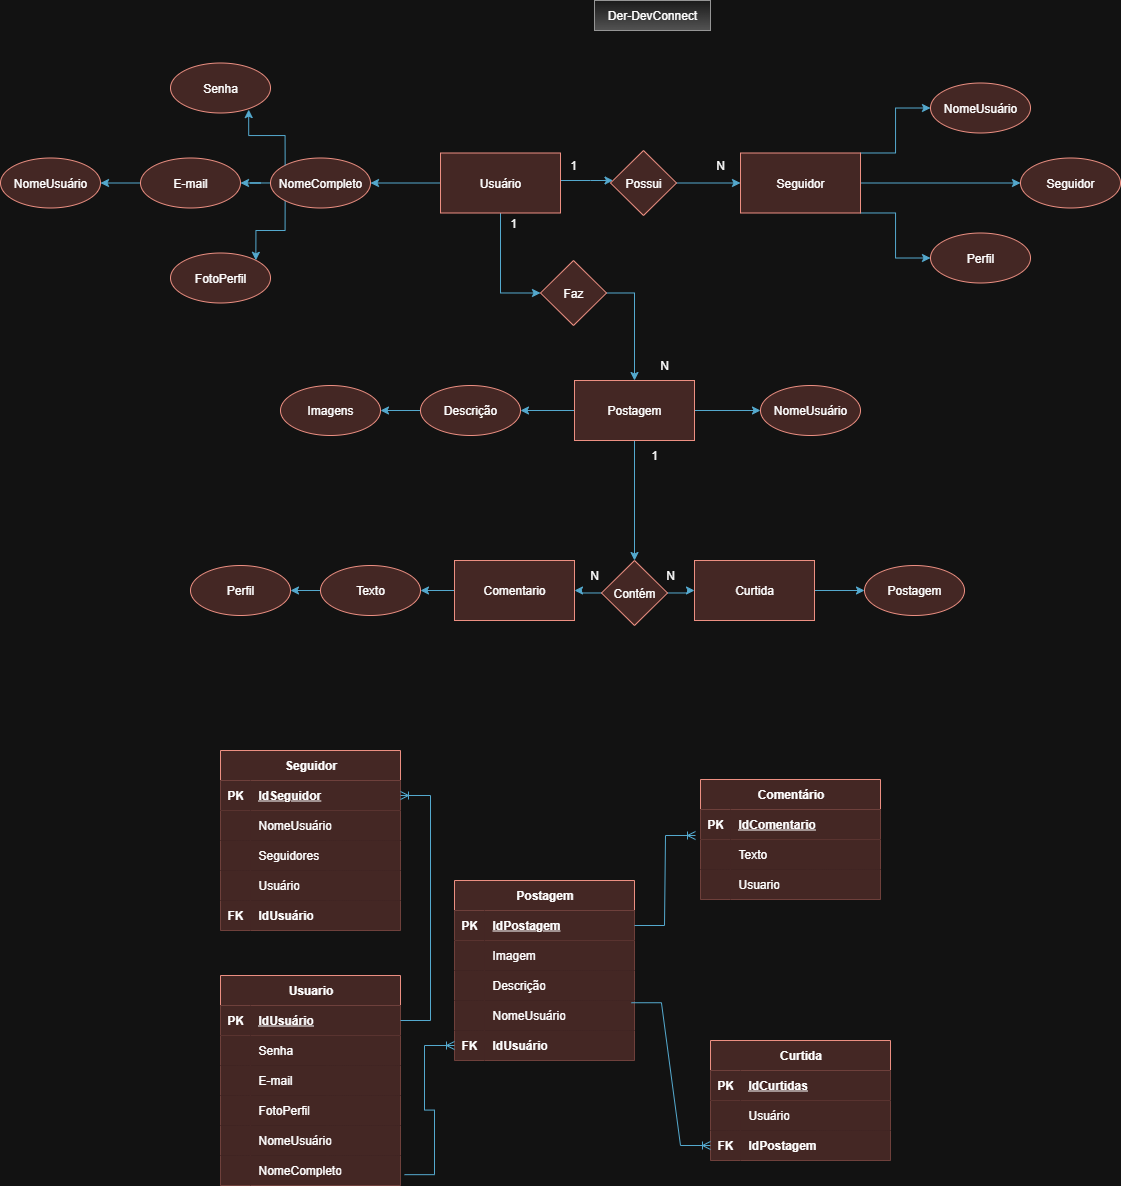 Der-DevConnect
Senha
NomeUsuário
NomeUsuário
E-mail
NomeCompleto
Usuário
1
Possui
N
Seguidor
Seguidor
1
FotoPerfil
Perfil
Faz
N
Imagens
Descrição
Postagem
NomeUsuário
1
Perfil
Texto
Comentario
N
Contém
N
Curtida
Postagem
Seguidor
PK IdSeguidor
NomeUsuário
Seguidores
Usuário
FK IdUsuário
Comentário
PK IdComentario
Texto
Usuario
Postagem
PK IdPostagem
Imagem
Descrição
NomeUsuário
FK IdUsuário
Usuario
PK IdUsuário
Senha
E-mail
FotoPerfil
NomeUsuário
NomeCompleto
Curtida
PK IdCurtidas
Usuário
FK IdPostagem